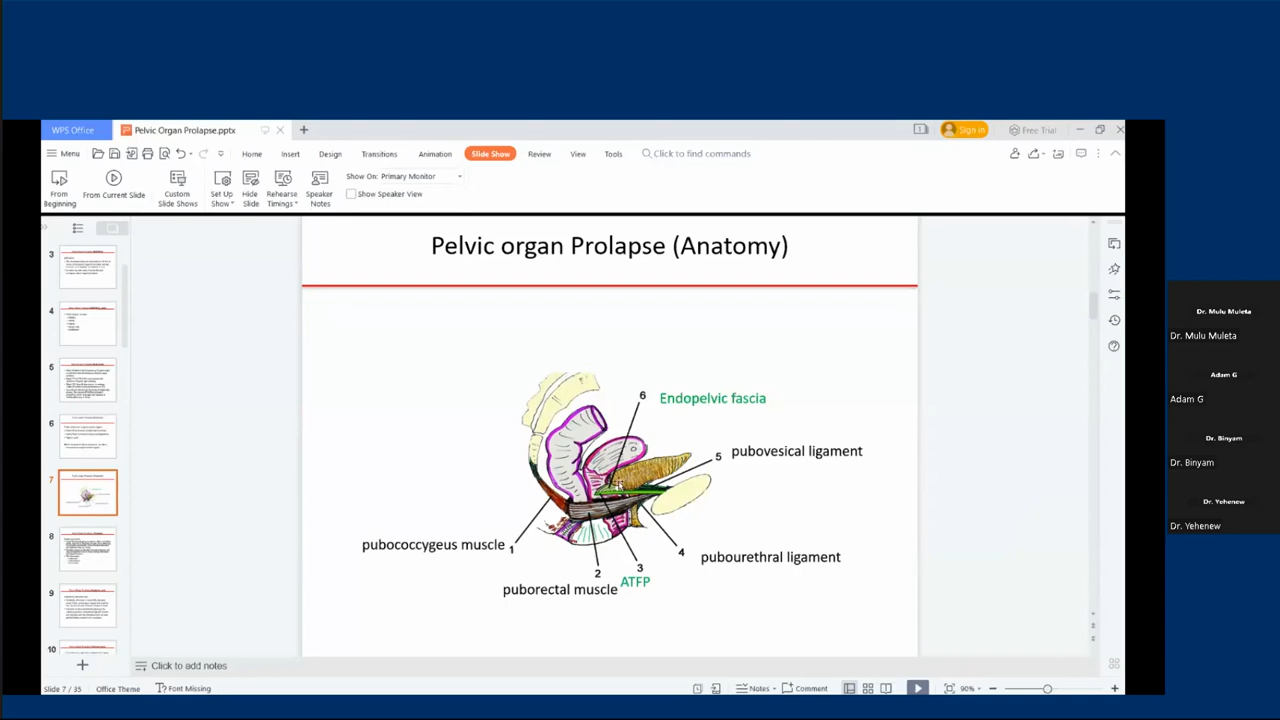 WPS Office
Pelvic Organ Prolapse.pptx
Sign in
Free Trial
Menu
Home
Insert
Design
Transitions
Animation
Slide Show
Review
View
Tools
Click to find commands
From Beginning
From Current Slide
Custom Slide Shows
Set Up Show
Hide Slide
Rehearse Timings
Speaker Notes
Show On: Primary Monitor
Show Speaker View
3
4
5
6
7
8
9
10
Pelvic organ Prolapse (Anatomy)
6
Endopelvic fascia
5
pubovesical ligament
pubococcygeus muscle
1
4
pubourethral ligament
2
3
ATFP
puborectal muscle
Click to add notes
Slide 7 / 35
Office Theme
Font Missing
Notes
Comment
90%
Dr. Mulu Muleta
Dr. Mulu Muleta
Adam G
Adam G
Dr. Binyam
Dr. Binyam
Dr. Yehenew
Dr. Yehenew